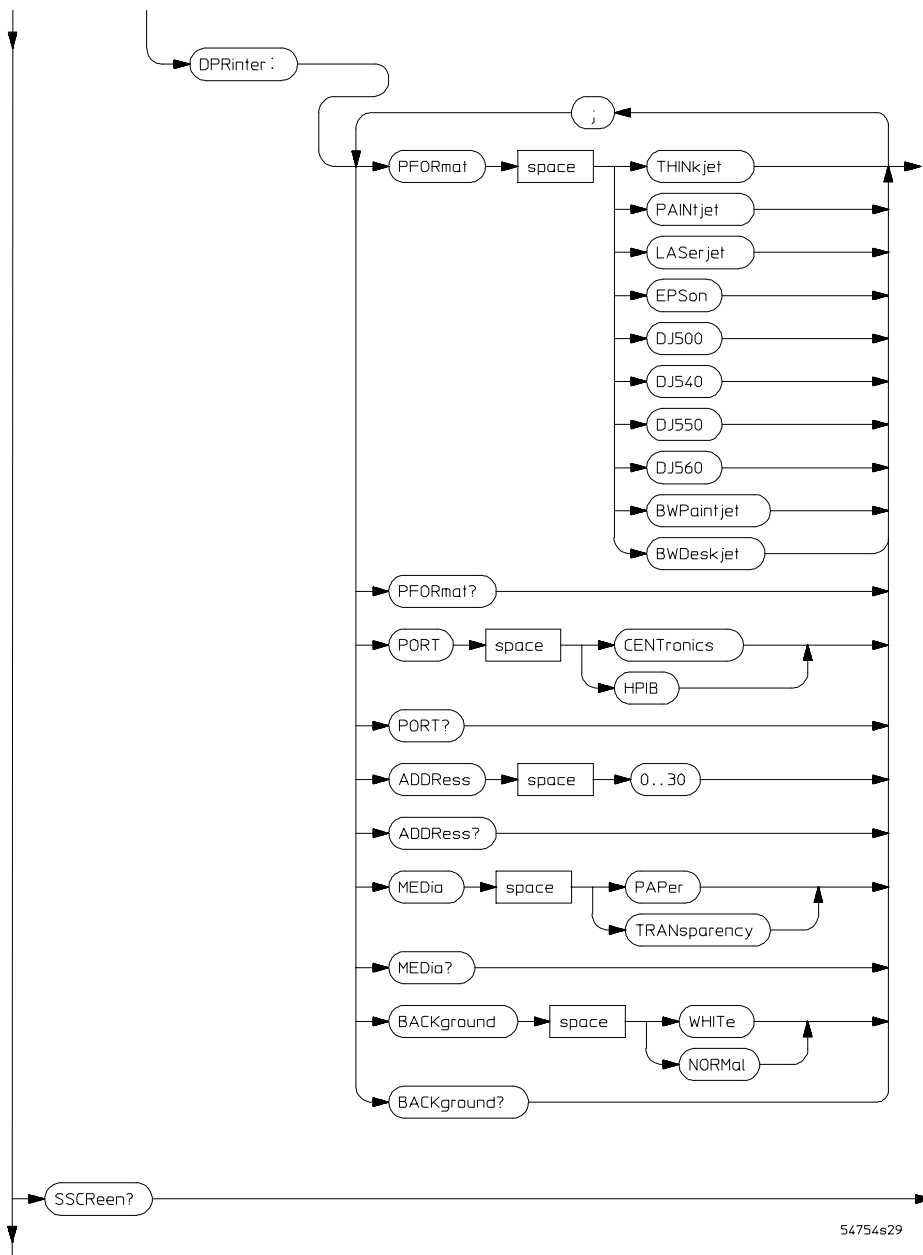 DPRinter:
;
PFORmat space THINkjet
PAINtjet
LASerjet
EPSon
DJ500
DJ540
DJ550
DJ560
BWPaintjet
BWDeskjet
PFORmat?
PORT space CENTronics
HPIB
PORT?
ADDRess space 0..30
ADDRess?
MEDia space PAPer
TRANsparency
MEDia?
BACKground space WHITe
NORMal
BACKground?
SSCReen?
54754s29